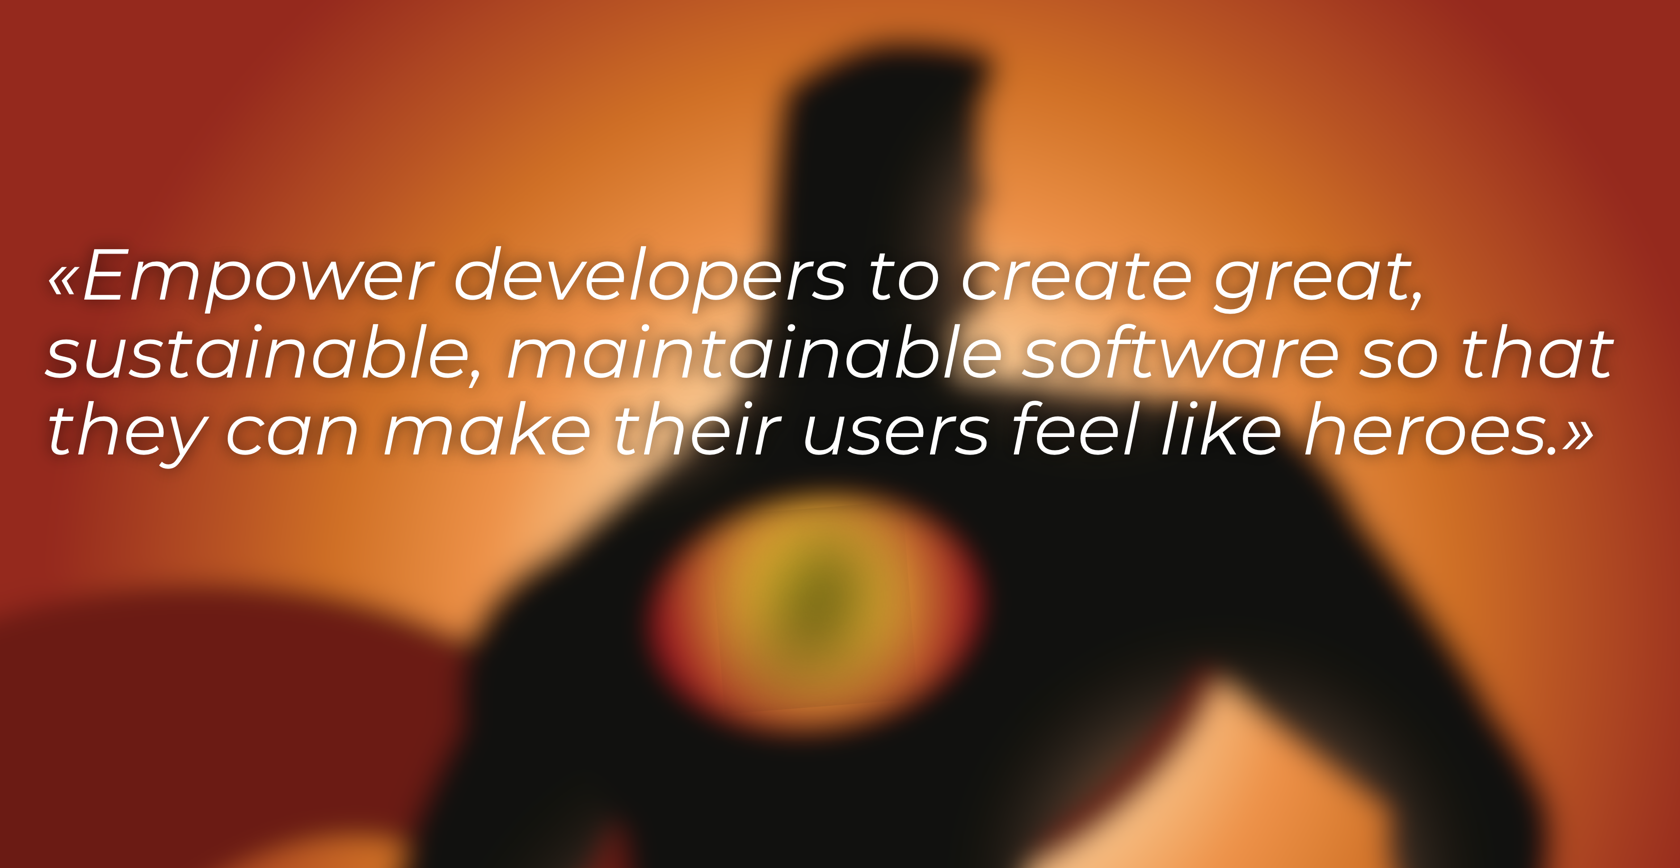 «Empower developers to create great,
sustainable, maintainable software so that
they can make their users feel like heroes.»